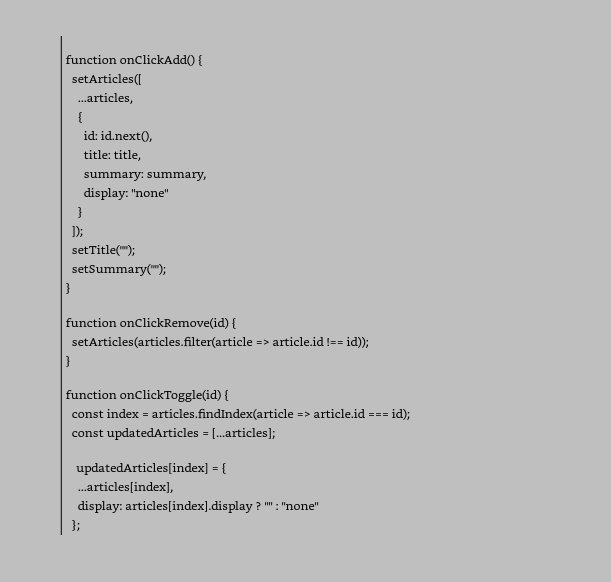 function onClickAdd() {
setArticles([
...articles,
{
id: id.next(),
title: title,
summary: summary,
display: "none"
}
]);
setTitle("");
setSummary("");
}
function onClickRemove(id) {
setArticles(articles.filter(article => article.id !== id));
}
function onClickToggle(id) {
const index = articles.findIndex(article => article.id === id);
const updatedArticles = [...articles];
updatedArticles[index] = {
...articles[index],
display: articles[index].display ? "" : "none"
};